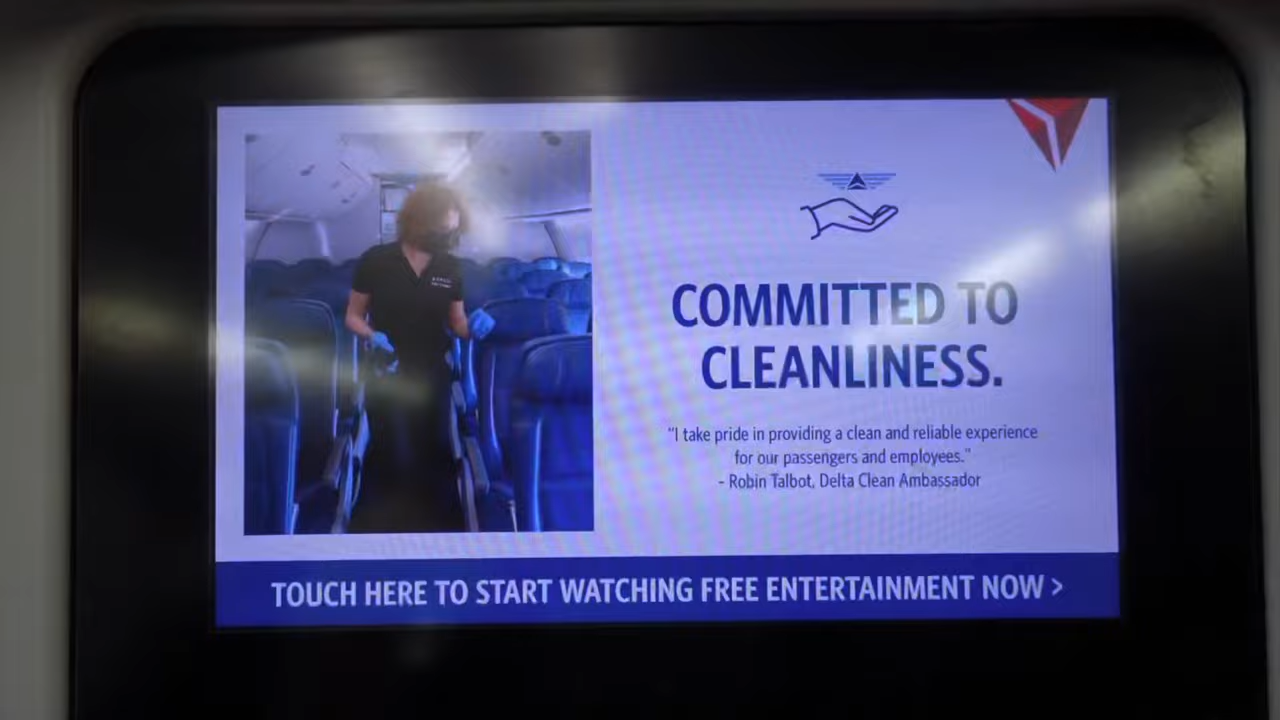 COMMITTED TO
CLEANLINESS.
"I take pride in providing a clean and reliable experience
for our passengers and employees."
- Robin Talbot, Delta Clean Ambassador
TOUCH HERE TO START WATCHING FREE ENTERTAINMENT NOW >